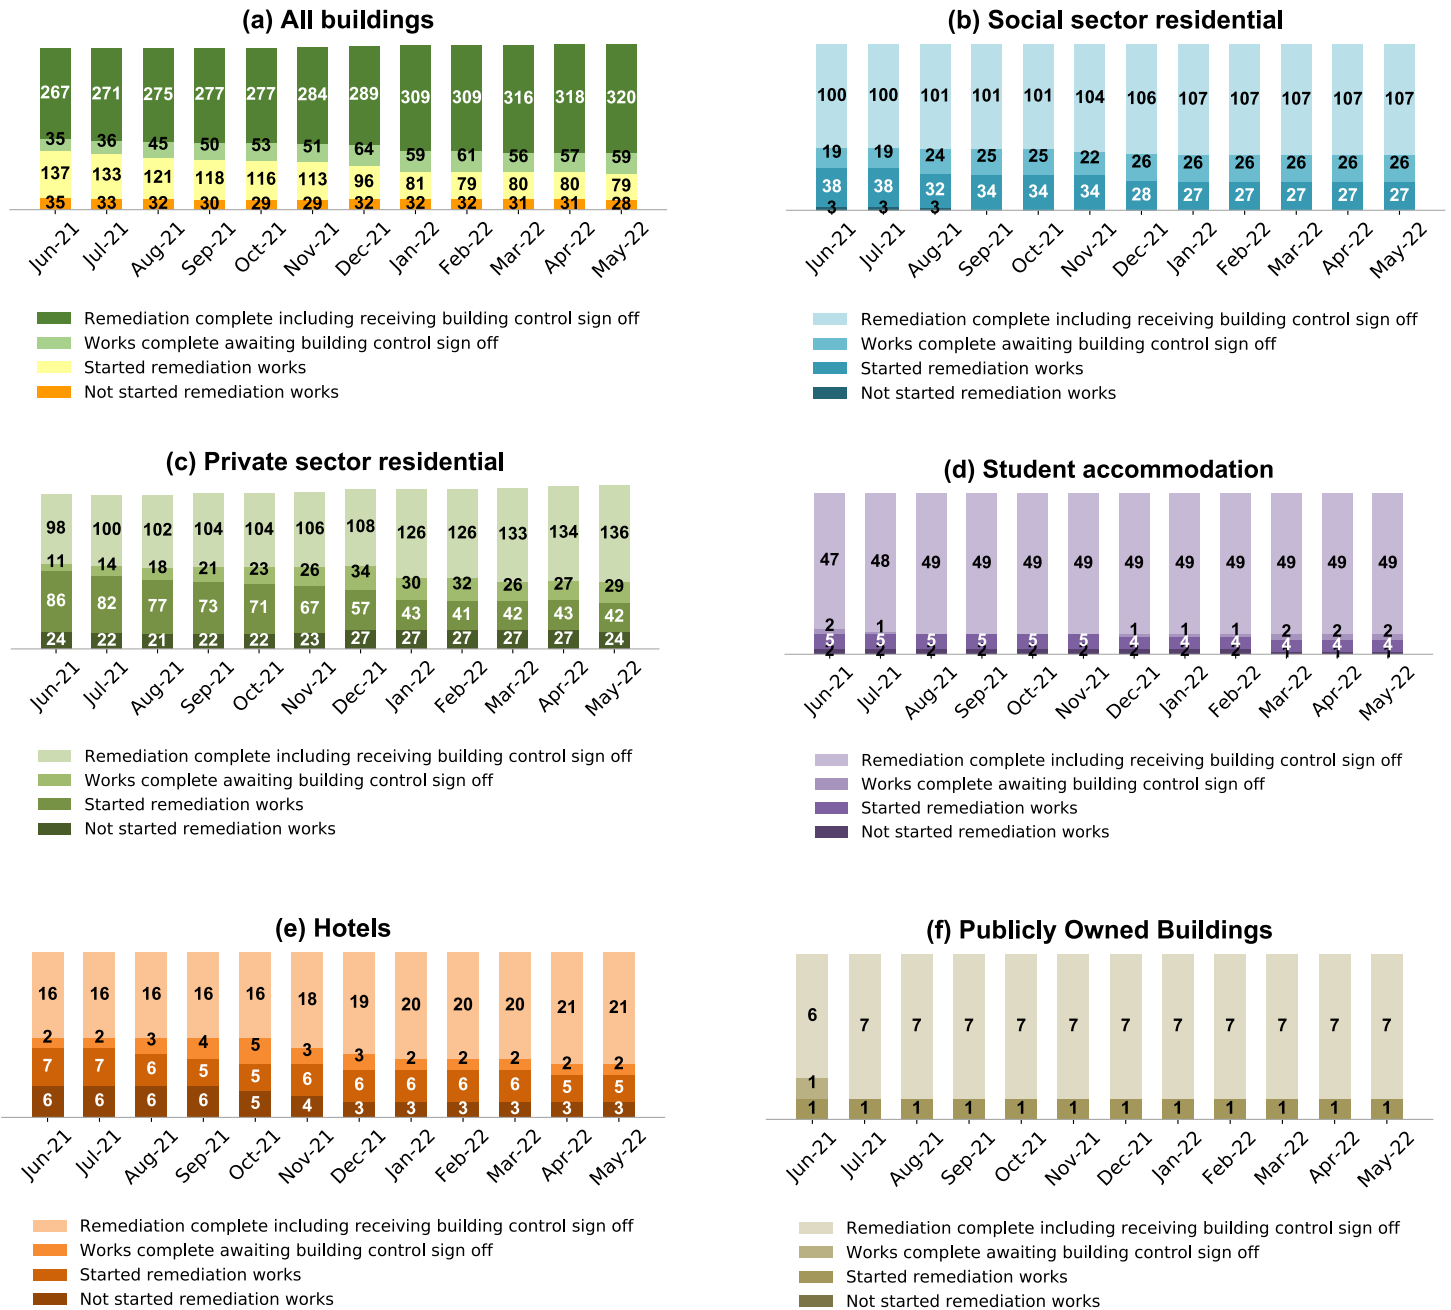 (a) All buildings
267 271 275 277 277 284 289 309 309 316 318 320
35 36 45 50 53 51 64 59 61 56 57 59
137 133 121 118 116 113 96 81 79 80 80 79
35 33 32 30 29 29 32 32 32 31 31 28
Jun-21 Jul-21 Aug-21 Sep-21 Oct-21 Nov-21 Dec-21 Jan-22 Feb-22 Mar-22 Apr-22 May-22
Remediation complete including receiving building control sign off
Works complete awaiting building control sign off
Started remediation works
Not started remediation works
(b) Social sector residential
100 100 101 101 101 104 106 107 107 107 107 107
19 19 24 25 25 22 26 26 26 26 26 26
38 38 32 34 34 34 28 27 27 27 27 27
3 3 3
Jun-21 Jul-21 Aug-21 Sep-21 Oct-21 Nov-21 Dec-21 Jan-22 Feb-22 Mar-22 Apr-22 May-22
Remediation complete including receiving building control sign off
Works complete awaiting building control sign off
Started remediation works
Not started remediation works
(c) Private sector residential
98 100 102 104 104 106 108 126 126 133 134 136
11 14 18 21 23 26 34 30 32 26 27 29
86 82 77 73 71 67 57 43 41 42 43 42
24 22 21 22 22 23 27 27 27 27 27 24
Jun-21 Jul-21 Aug-21 Sep-21 Oct-21 Nov-21 Dec-21 Jan-22 Feb-22 Mar-22 Apr-22 May-22
Remediation complete including receiving building control sign off
Works complete awaiting building control sign off
Started remediation works
Not started remediation works
(d) Student accommodation
47 48 49 49 49 49 49 49 49 49 49 49
2 1 1 1 1 2 2 2
5 5 5 5 5 5 4 4 4 4 4 4
2 2 2 2 2 2 2 2 2 1 1 1
Jun-21 Jul-21 Aug-21 Sep-21 Oct-21 Nov-21 Dec-21 Jan-22 Feb-22 Mar-22 Apr-22 May-22
Remediation complete including receiving building control sign off
Works complete awaiting building control sign off
Started remediation works
Not started remediation works
(e) Hotels
16 16 16 16 16 18 19 20 20 20 21 21
2 2 3 4 5 3 3 2 2 2 2 2
7 7 6 5 5 6 6 6 6 6 5 5
6 6 6 6 5 4 3 3 3 3 3 3
Jun-21 Jul-21 Aug-21 Sep-21 Oct-21 Nov-21 Dec-21 Jan-22 Feb-22 Mar-22 Apr-22 May-22
Remediation complete including receiving building control sign off
Works complete awaiting building control sign off
Started remediation works
Not started remediation works
(f) Publicly Owned Buildings
6 7 7 7 7 7 7 7 7 7 7 7
1
1 1 1 1 1 1 1 1 1 1 1 1
Jun-21 Jul-21 Aug-21 Sep-21 Oct-21 Nov-21 Dec-21 Jan-22 Feb-22 Mar-22 Apr-22 May-22
Remediation complete including receiving building control sign off
Works complete awaiting building control sign off
Started remediation works
Not started remediation works